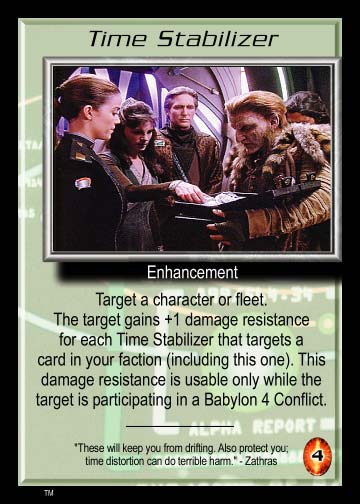 Time Stabilizer
Enhancement
Target a character or fleet.
The target gains +1 damage resistance
for each Time Stabilizer that targets a
card in your faction (including this one). This
damage resistance is usable only while the
target is participating in a Babylon 4 Conflict.
ALPHA REPORT
"These will keep you from drifting. Also protect you;
time distortion can do terrible harm." - Zathras
4
TM